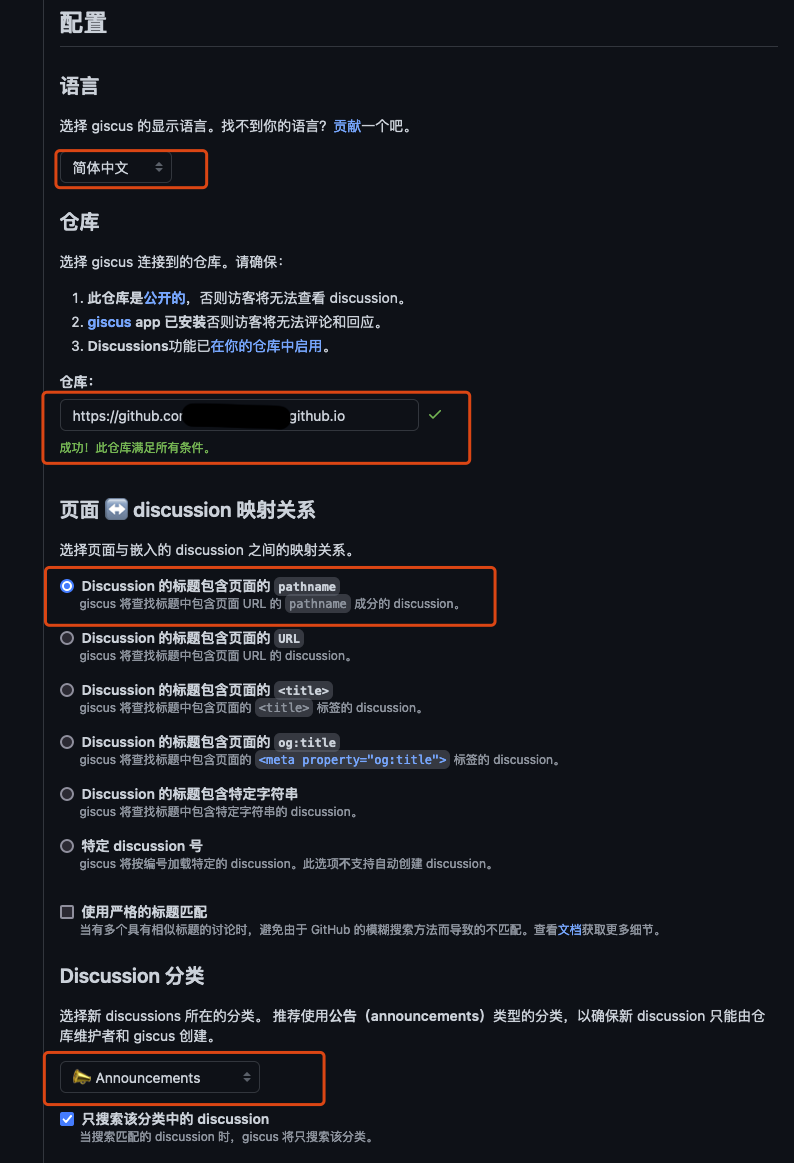 配置
语言
选择 giscus 的显示语言。找不到你的语言？贡献一个吧。
简体中文
仓库
选择 giscus 连接到的仓库。请确保：
1. 此仓库是公开的，否则访客将无法查看 discussion。
2. giscus app 已安装否则访客将无法评论和回应。
3. Discussions功能已在你的仓库中启用。
仓库：
https://github.com github.io
成功！此仓库满足所有条件。
页面 ↔️ discussion 映射关系
选择页面与嵌入的 discussion 之间的映射关系。
Discussion 的标题包含页面的 pathname
giscus 将查找标题中包含页面 URL 的 pathname 成分的 discussion。
Discussion 的标题包含页面的 URL
giscus 将查找标题中包含页面 URL 的 discussion。
Discussion 的标题包含页面的 <title>
giscus 将查找标题中包含页面的 <title> 标签的 discussion。
Discussion 的标题包含页面的 og:title
giscus 将查找标题中包含页面的 <meta property="og:title"> 标签的 discussion。
Discussion 的标题包含特定字符串
giscus 将查找标题中包含特定字符串的 discussion。
特定 discussion 号
giscus 将按编号加载特定的 discussion。此选项不支持自动创建 discussion。
使用严格的标题匹配
当有多个具有相似标题的讨论时，避免由于 GitHub 的模糊搜索方法而导致的不匹配。查看文档获取更多细节。
Discussion 分类
选择新 discussions 所在的分类。 推荐使用公告（announcements）类型的分类，以确保新 discussion 只能由仓
库维护者和 giscus 创建。
Announcements
只搜索该分类中的 discussion
当搜索匹配的 discussion 时，giscus 将只搜索该分类。